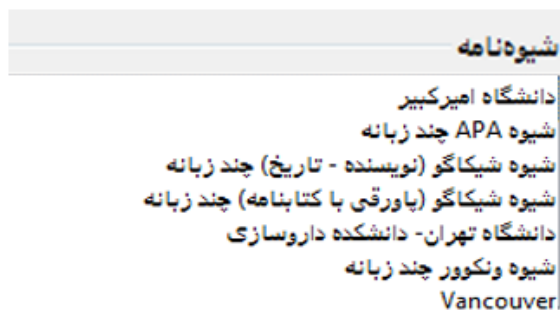 شیوه‌نامه
دانشگاه امیرکبیر
شیوه APA چند زبانه
شیوه شیکاگو (نویسنده - تاریخ) چند زبانه
شیوه شیکاگو (پاورقی با کتابنامه) چند زبانه
دانشگاه تهران- دانشکده داروسازی
شیوه ونکوور چند زبانه
Vancouver